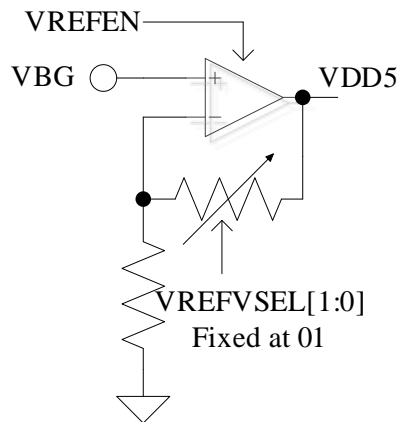 VREFEN
VBG
VDD5
+
−
VREFVSEL[1:0]
Fixed at 01